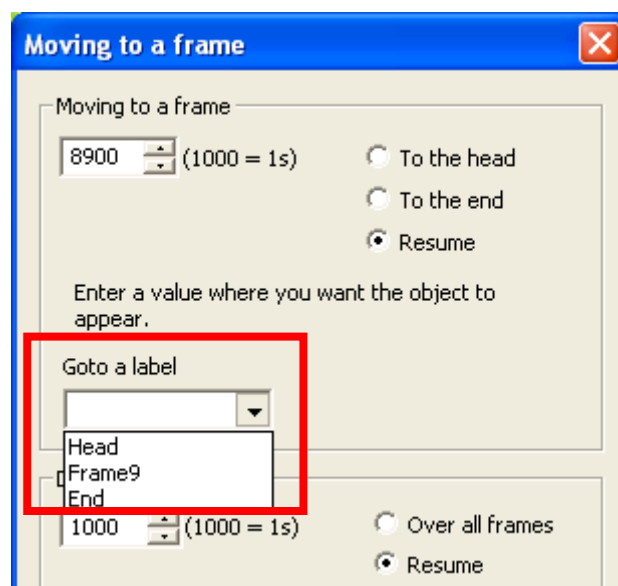 Moving to a frame
Moving to a frame
8900 (1000 = 1s)
To the head
To the end
Resume
Enter a value where you want the object to
appear.
Goto a label
Head
Frame9
End
1000 (1000 = 1s)
Over all frames
Resume